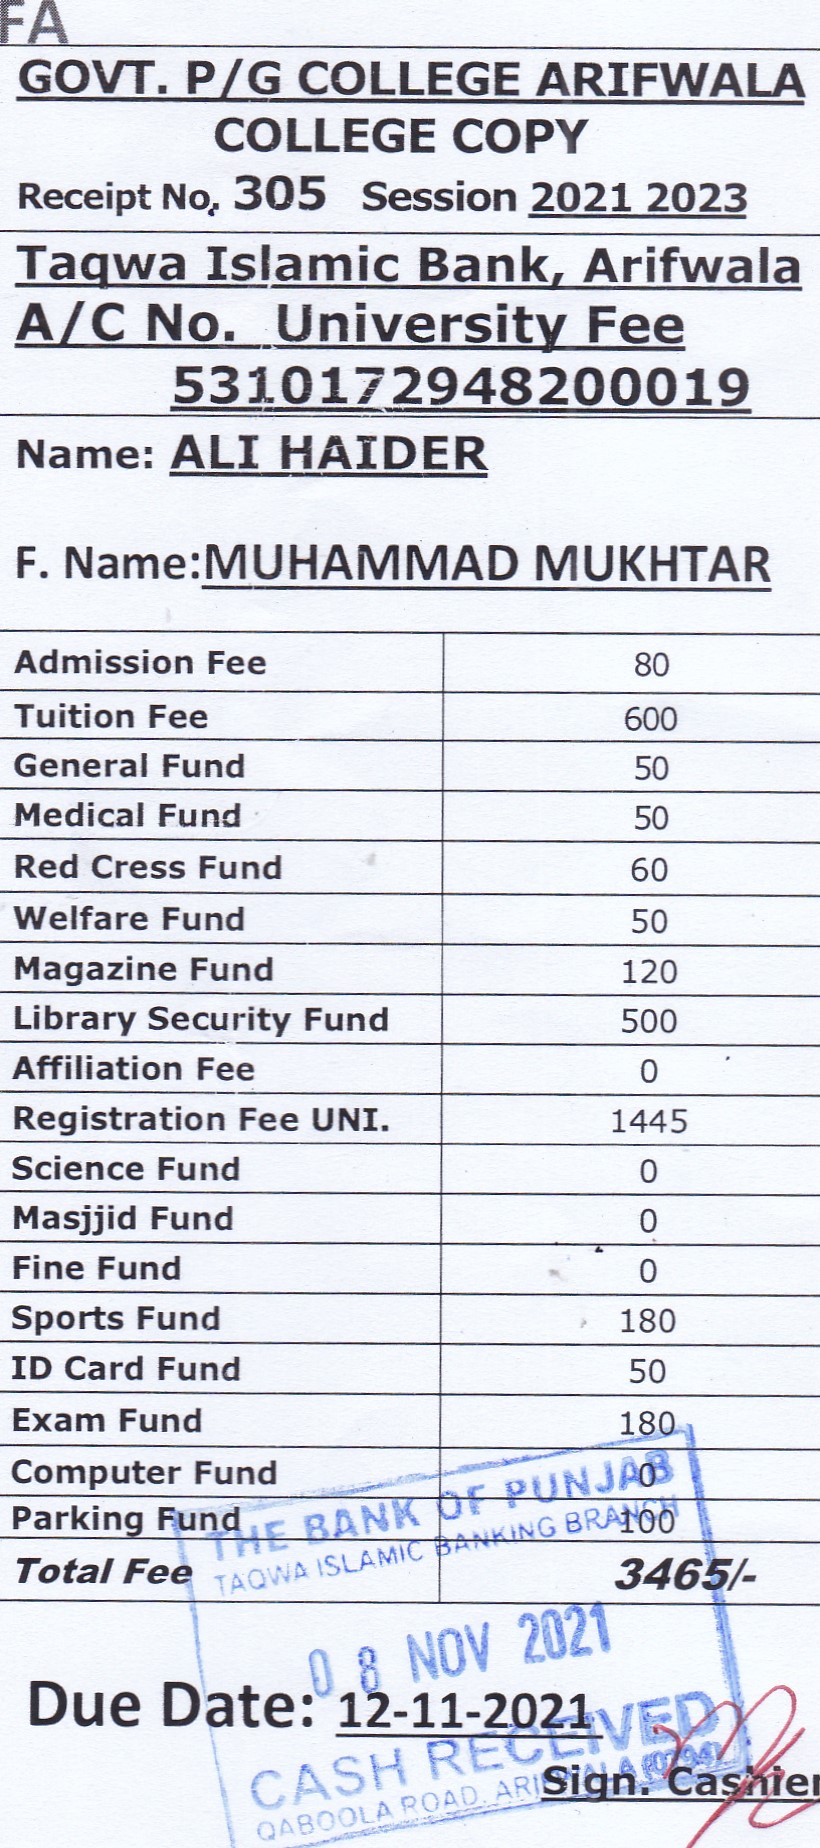 FA
GOVT. P/G COLLEGE ARIFWALA
COLLEGE COPY
Receipt No. 305 Session 2021 2023
Taqwa Islamic Bank, Arifwala
A/C No. University Fee
5310172948200019
Name: ALI HAIDER
F. Name:MUHAMMAD MUKHTAR
Admission Fee 80
Tuition Fee 600
General Fund 50
Medical Fund 50
Red Cress Fund 60
Welfare Fund 50
Magazine Fund 120
Library Security Fund 500
Affiliation Fee 0
Registration Fee UNI. 1445
Science Fund 0
Masjjid Fund 0
Fine Fund 0
Sports Fund 180
ID Card Fund 50
Exam Fund 180
Computer Fund 0
Parking Fund 100
Total Fee 3465/-
THE BANK OF PUNJAB
TAQWA ISLAMIC BANKING BRANCH
08 NOV 2021
Due Date: 12-11-2021
CASH RECEIVED
QABOOLA ROAD, ARIFWALA
Sign. Cashier